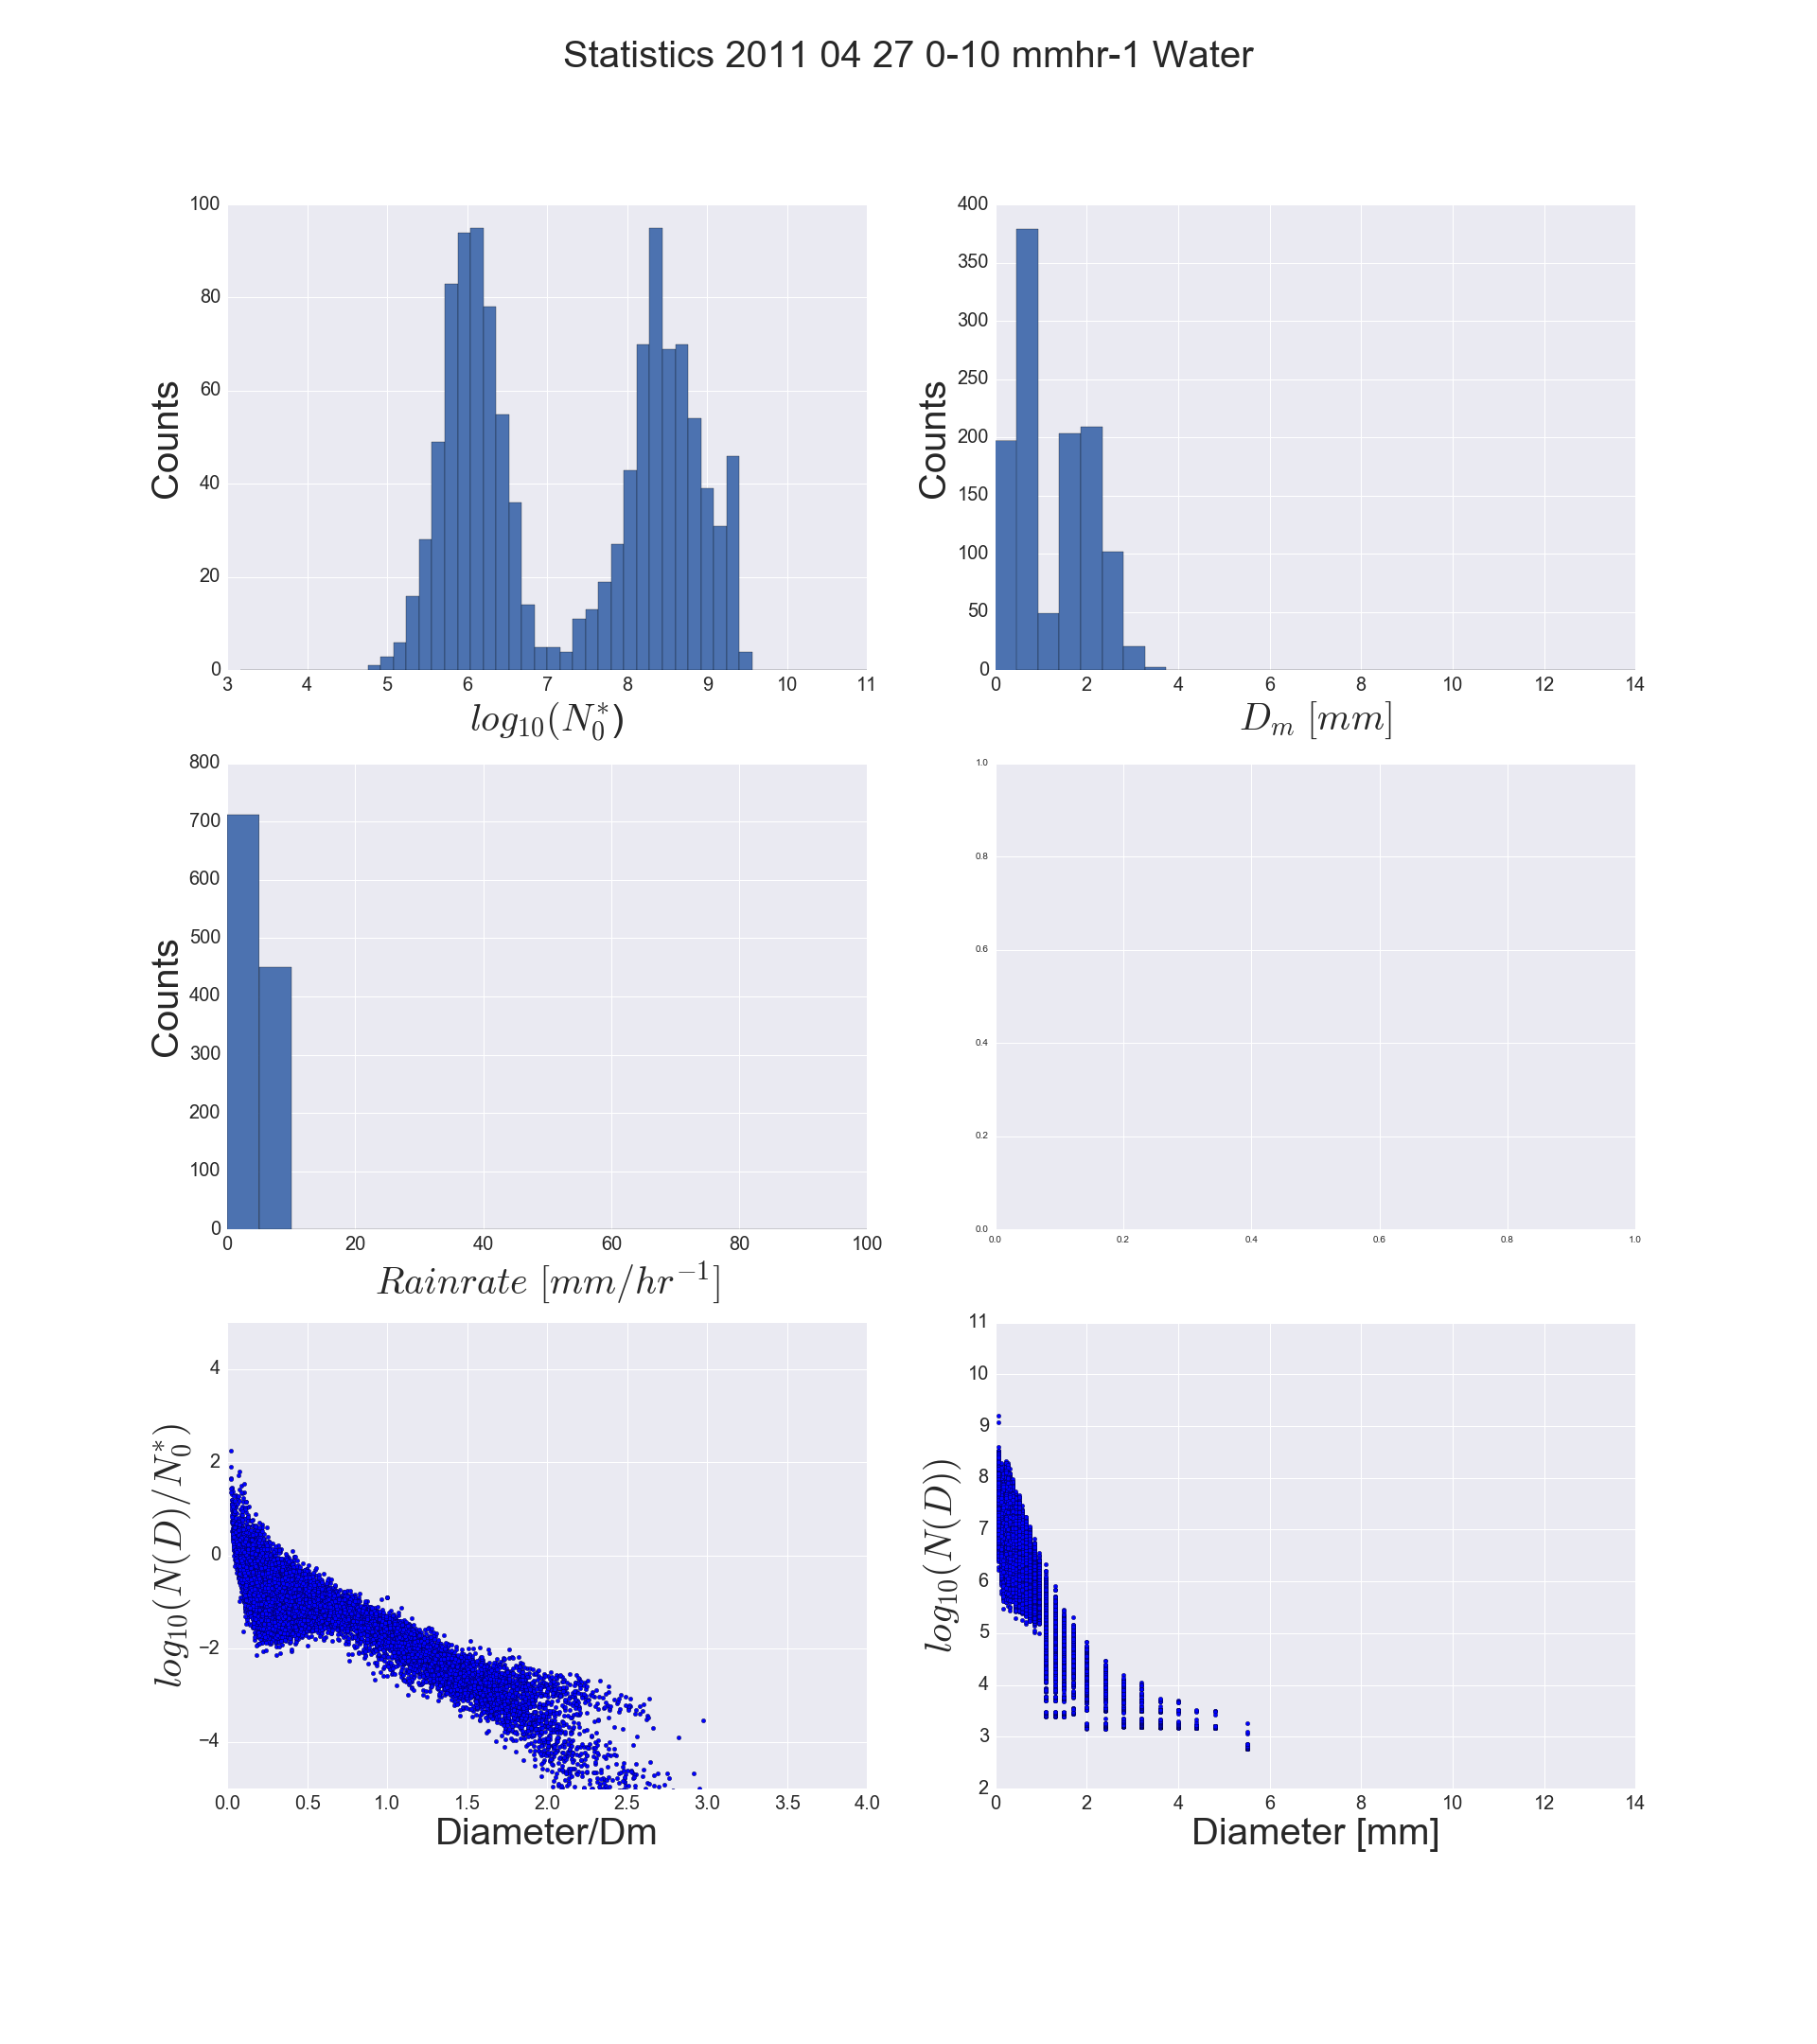 Statistics 2011 04 27 0-10 mmhr-1 Water
100
80
60
40
20
0
Counts
3 4 5 6 7 8 9 10 11
log10(N0*)
400
350
300
250
200
150
100
50
0
Counts
0 2 4 6 8 10 12 14
Dm [mm]
800
700
600
500
400
300
200
100
0
Counts
0 20 40 60 80 100
Rainrate [mm/hr−1]
1.0
0.8
0.6
0.4
0.2
0.0
0.0 0.2 0.4 0.6 0.8 1.0
4
2
0
−2
−4
log10(N(D)/N0*)
0.0 0.5 1.0 1.5 2.0 2.5 3.0 3.5 4.0
Diameter/Dm
11
10
9
8
7
6
5
4
3
2
log10(N(D))
0 2 4 6 8 10 12 14
Diameter [mm]